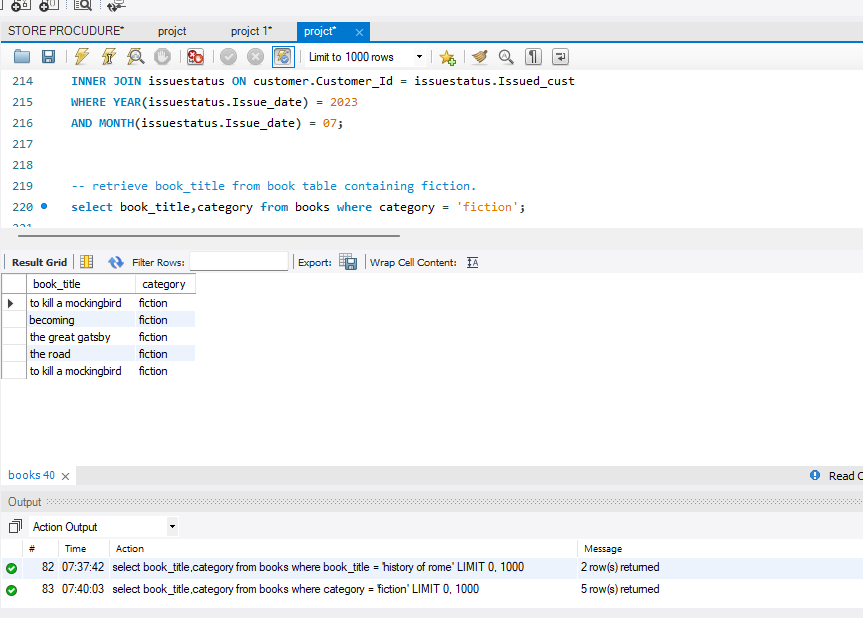 STORE PROCUDURE* projct projct 1* projct*
Limit to 1000 rows
214 INNER JOIN issuestatus ON customer.Customer_Id = issuestatus.Issued_cust
215 WHERE YEAR(issuestatus.Issue_date) = 2023
216 AND MONTH(issuestatus.Issue_date) = 07;
217
218
219 -- retrieve book_title from book table containing fiction.
220 select book_title,category from books where category = 'fiction';
221
Result Grid Filter Rows: Export: Wrap Cell Content:
book_title category
to kill a mockingbird fiction
becoming fiction
the great gatsby fiction
the road fiction
to kill a mockingbird fiction
books 40 Read
Output
Action Output
# Time Action Message
82 07:37:42 select book_title,category from books where book_title = 'history of rome' LIMIT 0, 1000 2 row(s) returned
83 07:40:03 select book_title,category from books where category = 'fiction' LIMIT 0, 1000 5 row(s) returned